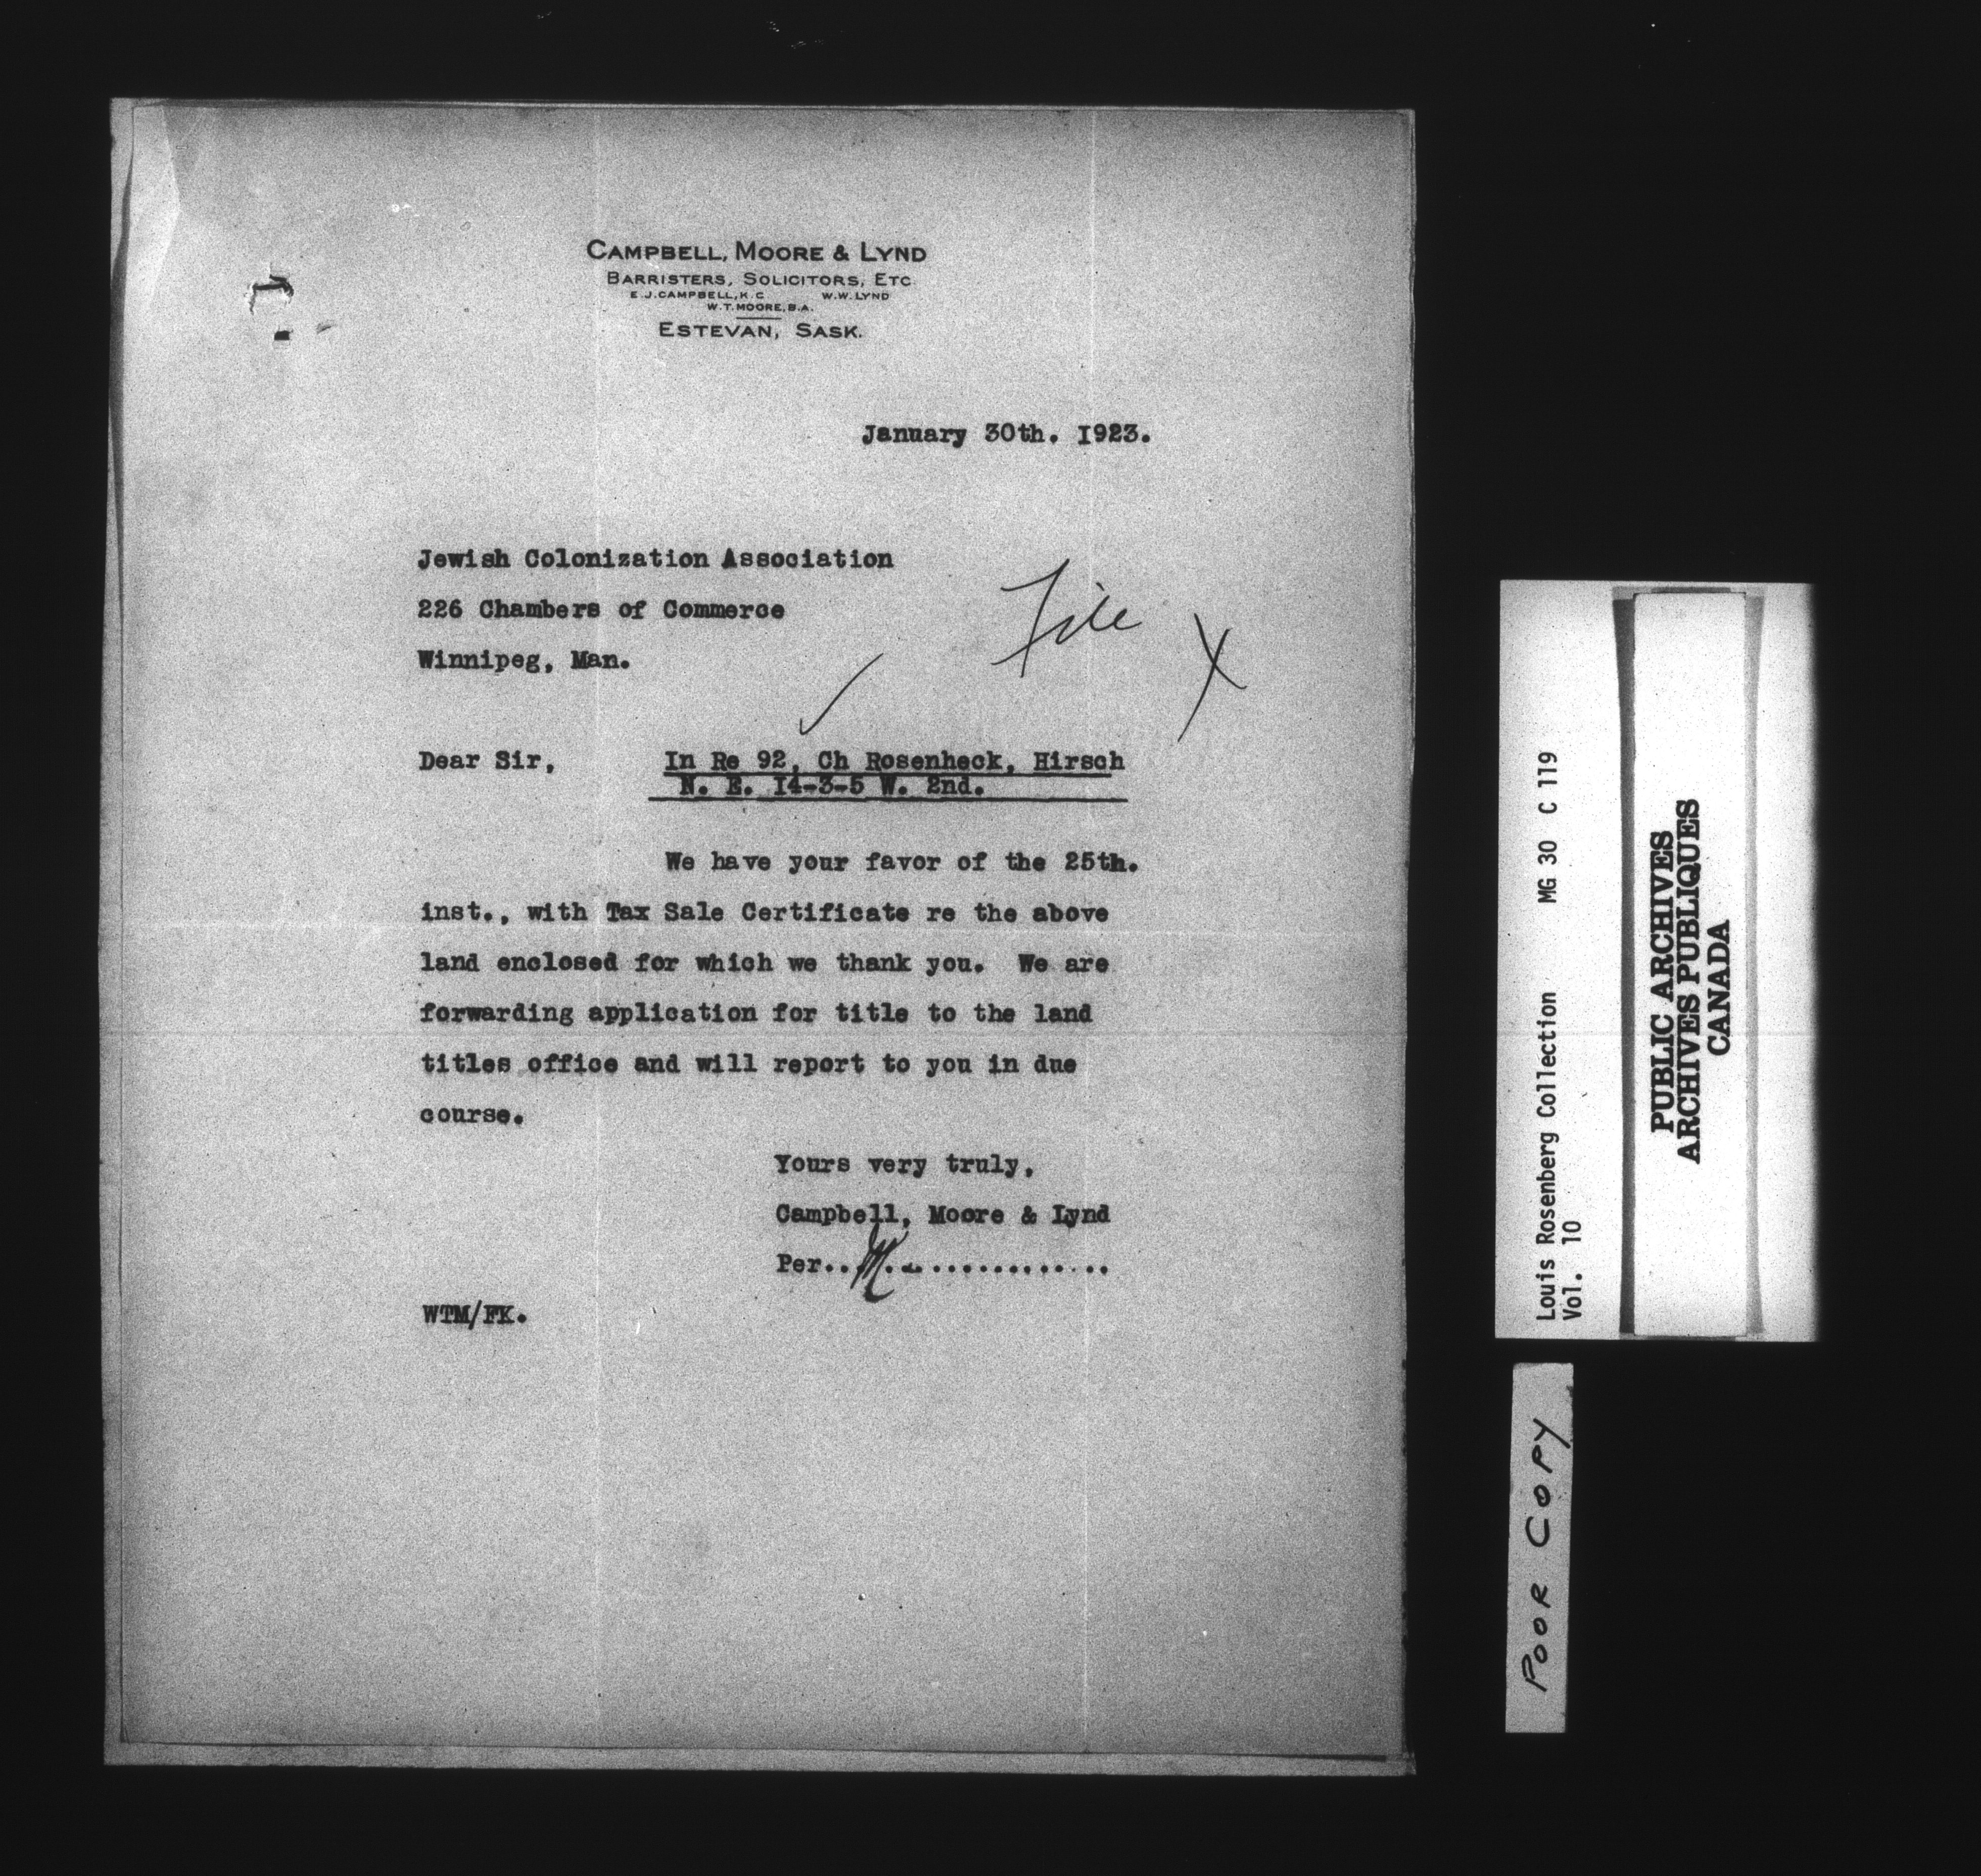 CAMPBELL, MOORE & LYND
BARRISTERS, SOLICITORS, ETC
E.J.CAMPBELL, K.C. W.W. LYND
W.T. MOORE, B.A.
ESTEVAN, SASK.
January 30th. I923.
Jewish Colonization Association
226 Chambers of Commerce
Winnipeg, Man.
File X
Dear Sir, In Re 92, Ch Rosenheck, Hirsch
N. E. I4-3-5 W. 2nd.
We have your favor of the 25th.
inst., with Tax Sale Certificate re the above
land enclosed for which we thank you. We are
forwarding application for title to the land
titles office and will report to you in due
course.
Yours very truly,
Campbell, Moore & Lynd
Per..M.................
WTM/FK.
Louis Rosenberg Collection MG 30 C 119
Vol. 10
PUBLIC ARCHIVES
ARCHIVES PUBLIQUES
CANADA
POOR COPY